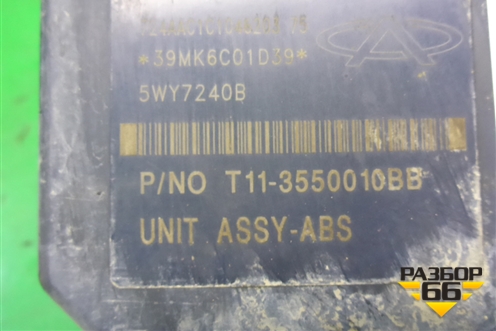 *39MK6C01D39*
5WY7240B
P/NO T11-3550010BB
UNIT ASSY-ABS
РАЗБОР
66